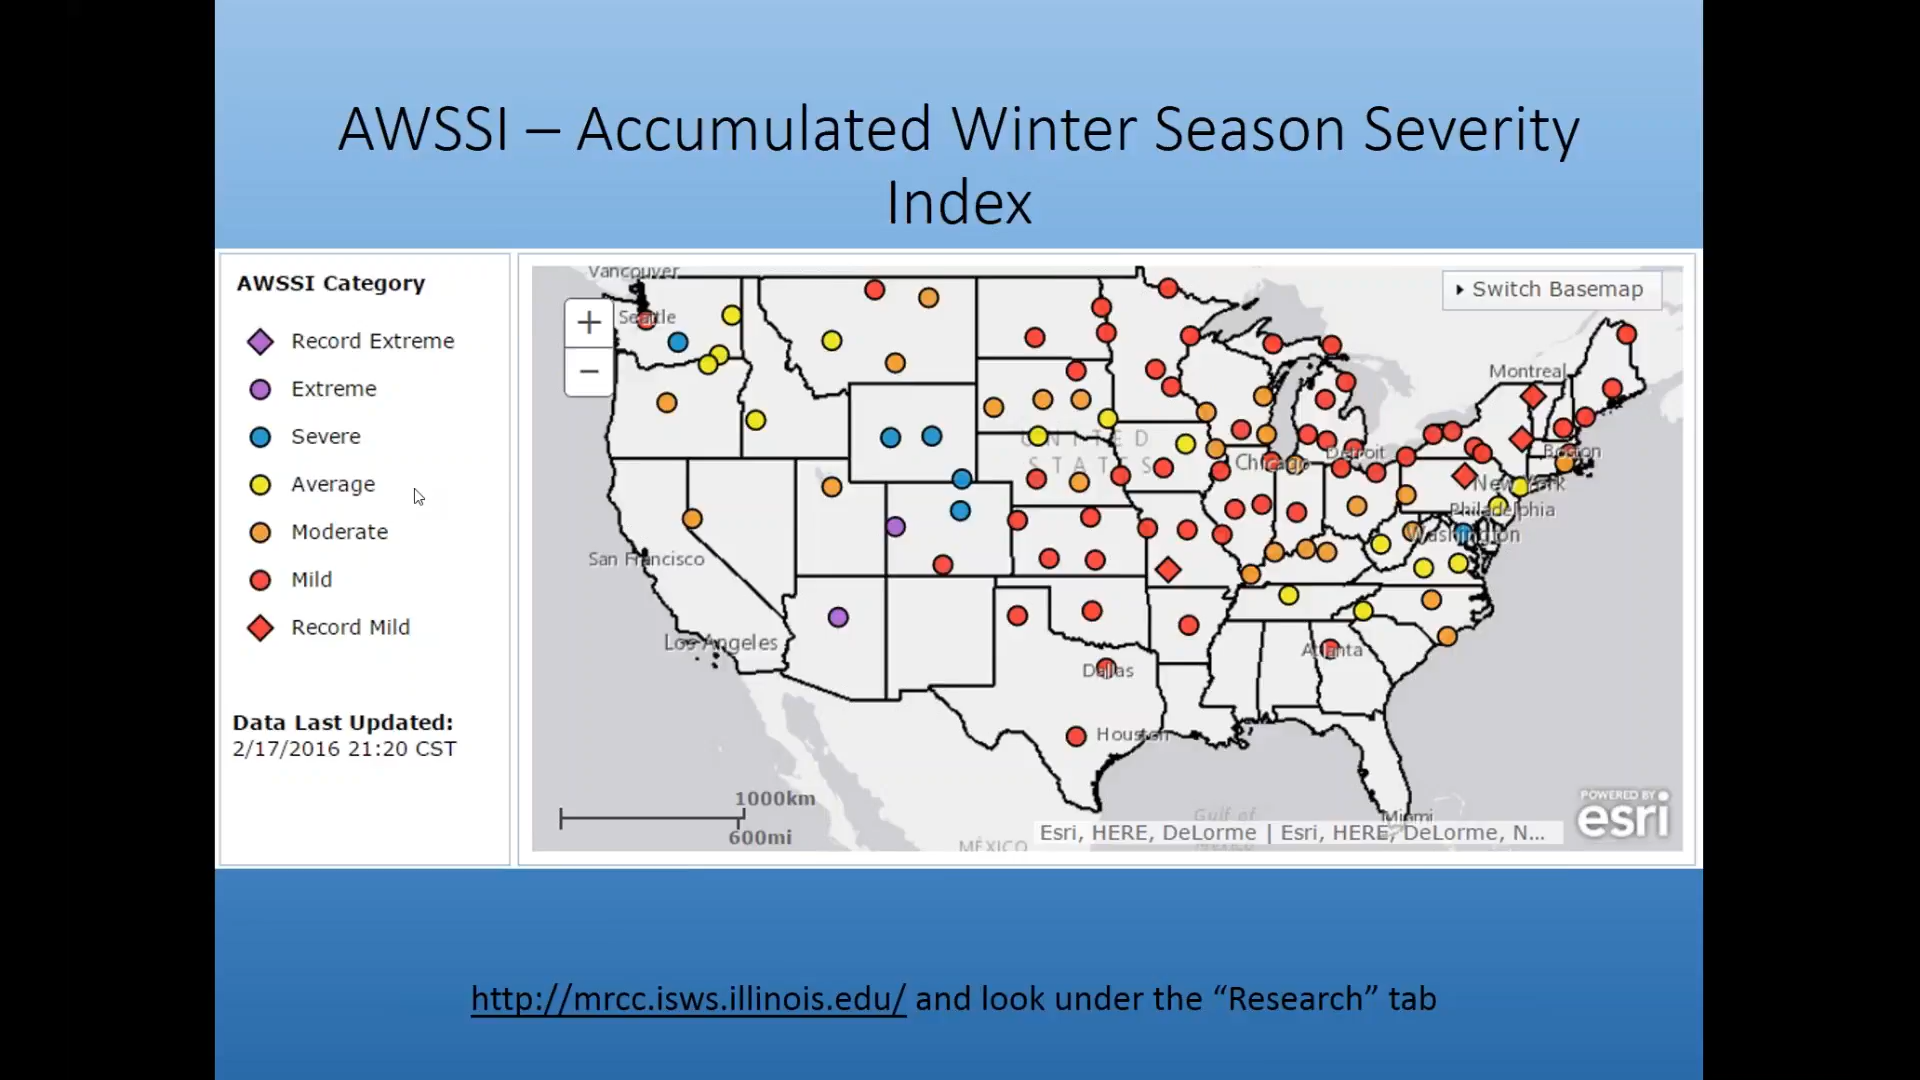 AWSSI – Accumulated Winter Season Severity
Index
AWSSI Category
Record Extreme
Extreme
Severe
Average
Moderate
Mild
Record Mild
Data Last Updated:
2/17/2016 21:20 CST
Vancouver
Switch Basemap
+
Seattle
−
Montreal
UNITED
STATES
Chicago
Detroit
Boston
New York
Philadelphia
Washington
San Francisco
Los Angeles
Atlanta
Dallas
Houston
1000km
600mi
Miami
Gulf of
Mexico
MÉXICO
Esri, HERE, DeLorme | Esri, HERE, DeLorme, N...
POWERED BY
esri
http://mrcc.isws.illinois.edu/ and look under the “Research” tab